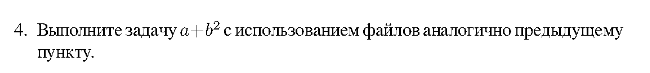 4. Выполните задачу a+b² с использованием файлов аналогично предыдущему
пункту.